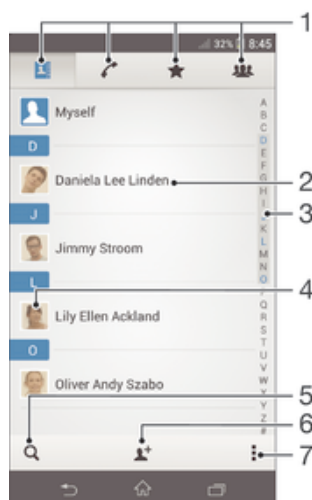 1
32% 8:45
Myself
D
Daniela Lee Linden
2
J
Jimmy Stroom
3
L
Lily Ellen Ackland
4
O
Oliver Andy Szabo
5
6
7
A
B
C
D
E
F
G
H
I
K
L
M
N
O
P
Q
R
S
T
U
V
W
X
Y
Z
#